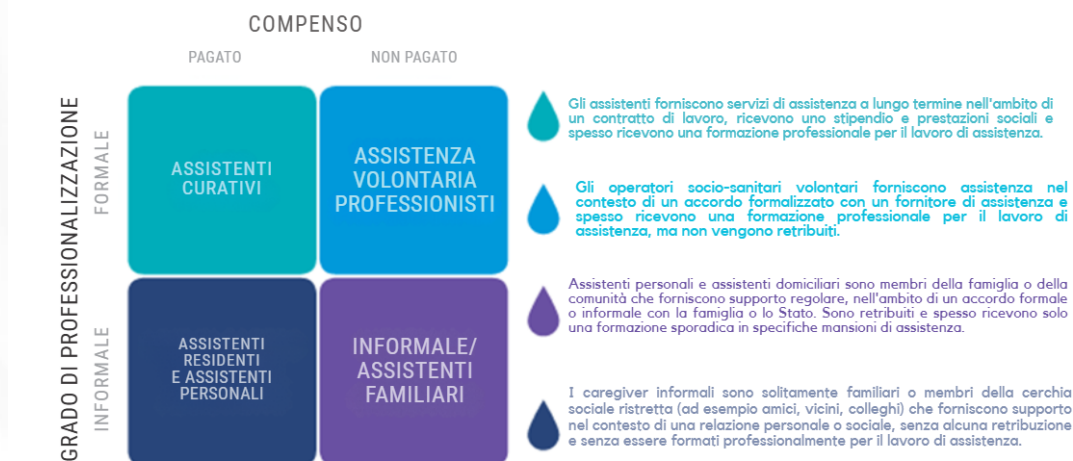 COMPENSO
PAGATO
NON PAGATO
GRADO DI PROFESSIONALIZZAZIONE
FORMALE
INFORMALE
ASSISTENTI
CURATIVI
ASSISTENZA
VOLONTARIA
PROFESSIONISTI
ASSISTENTI
RESIDENTI
E ASSISTENTI
PERSONALI
INFORMALE/
ASSISTENTI
FAMILIARI
Gli assistenti forniscono servizi di assistenza a lungo termine nell'ambito di
un contratto di lavoro, ricevono uno stipendio e prestazioni sociali e
spesso ricevono una formazione professionale per il lavoro di assistenza.
Gli operatori socio-sanitari volontari forniscono assistenza nel
contesto di un accordo formalizzato con un fornitore di assistenza e
spesso ricevono una formazione professionale per il lavoro di
assistenza, ma non vengono retribuiti.
Assistenti personali e assistenti domiciliari sono membri della famiglia o della
comunità che forniscono supporto regolare, nell'ambito di un accordo formale
o informale con la famiglia o lo Stato. Sono retribuiti e spesso ricevono solo
una formazione sporadica in specifiche mansioni di assistenza.
I caregiver informali sono solitamente familiari o membri della cerchia
sociale ristretta (ad esempio amici, vicini, colleghi) che forniscono supporto
nel contesto di una relazione personale o sociale, senza alcuna retribuzione
e senza essere formati professionalmente per il lavoro di assistenza.